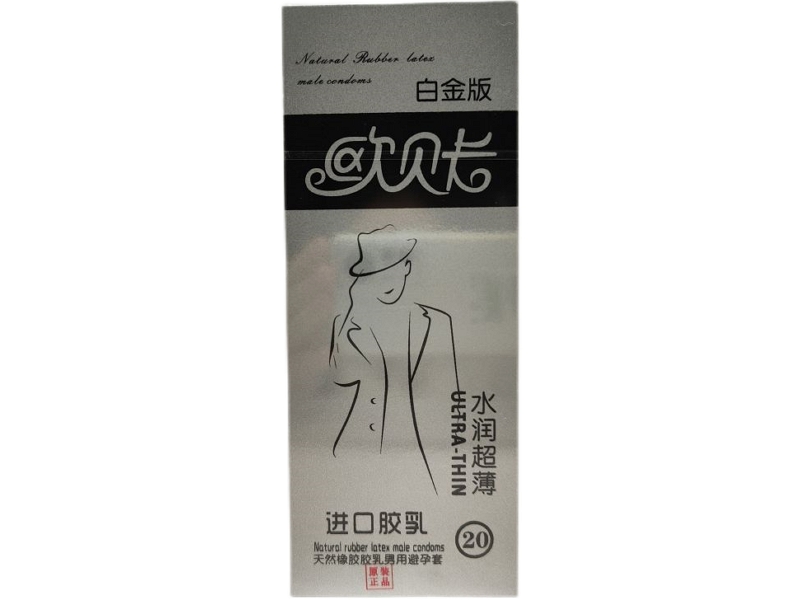 Natural Rubber latex
male condoms
白金版
欧贝卡
水润超薄
ULTRA-THIN
进口胶乳
Natural rubber latex male condoms
20
天然橡胶胶乳男用避孕套
原装
正品